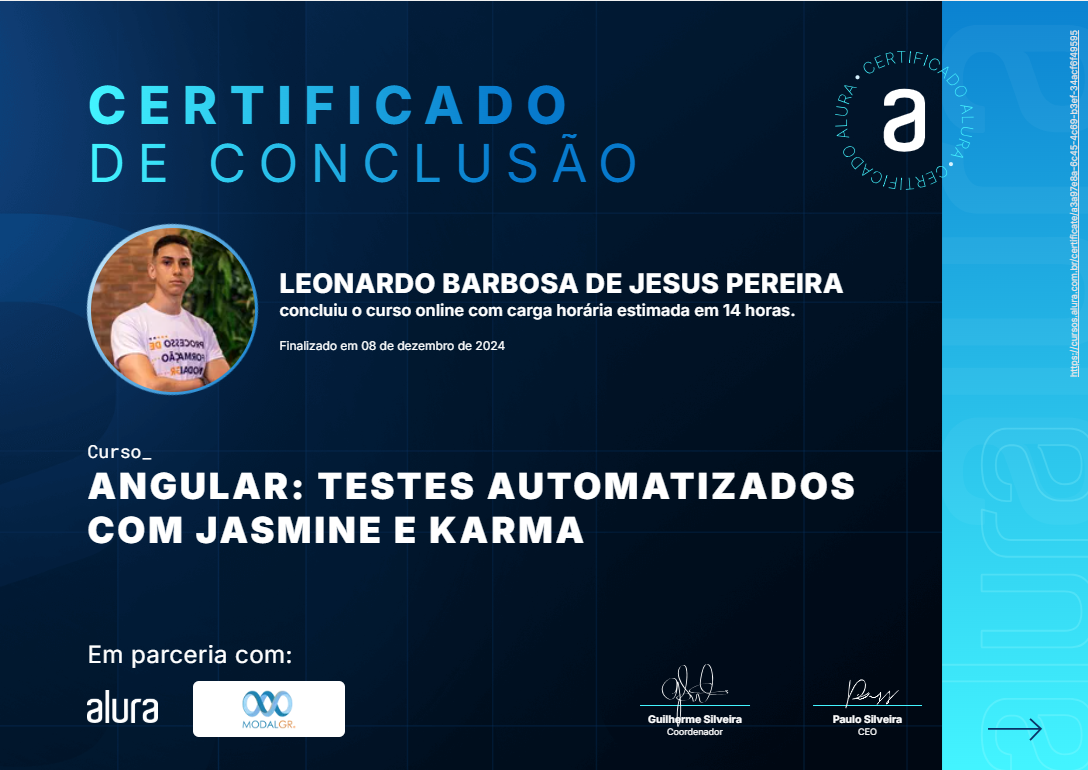 CERTIFICADO
DE CONCLUSÃO
CERTIFICADO ALURA • CERTIFICADO ALURA •
a
https://cursos.alura.com.br/certificate/a3a97e8a-6c45-4c69-b3ef-34acf6f49595
LEONARDO BARBOSA DE JESUS PEREIRA
concluiu o curso online com carga horária estimada em 14 horas.
Finalizado em 08 de dezembro de 2024
PROCESSO DE
FORMAÇÃO
MODALGR
Curso_
ANGULAR: TESTES AUTOMATIZADOS
COM JASMINE E KARMA
Em parceria com:
alura
MODALGR.
Guilherme Silveira
Coordenador
Paulo Silveira
CEO
alura